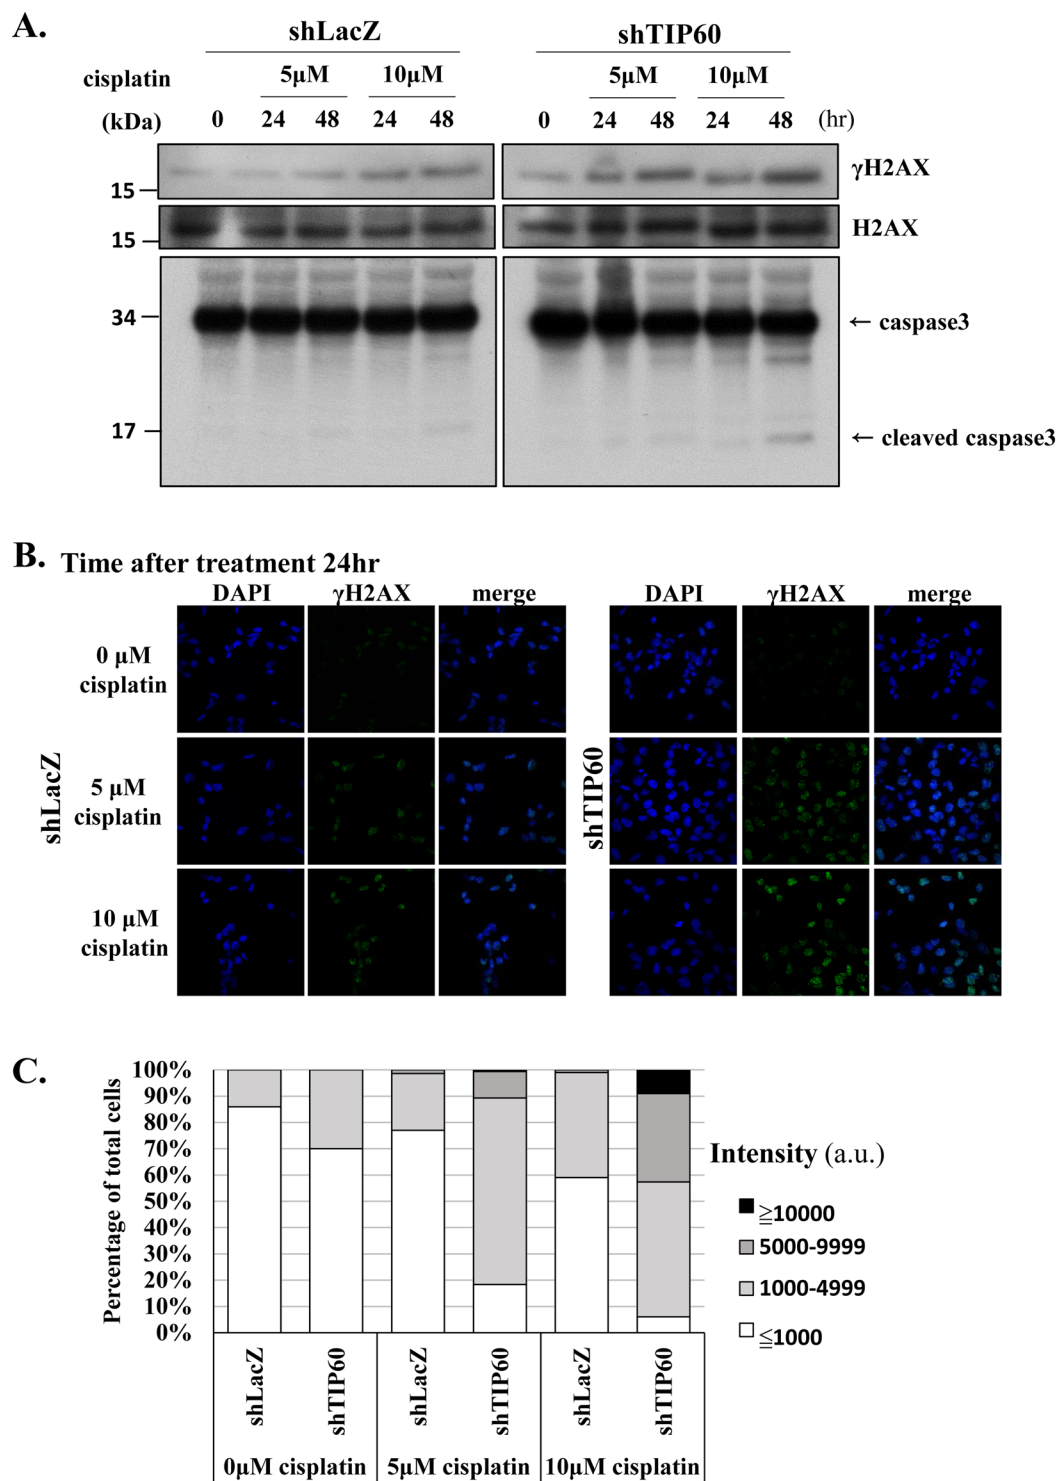 A.
shLacZ shTIP60
cisplatin 5µM 10µM 5µM 10µM
(kDa) 0 24 48 24 48 0 24 48 24 48 (hr)
15 γH2AX
15 H2AX
34 ← caspase3
17 ← cleaved caspase3
B. Time after treatment 24hr
DAPI γH2AX merge DAPI γH2AX merge
0 µM
cisplatin
shLacZ
5 µM
cisplatin
shTIP60
10 µM
cisplatin
C.
Percentage of total cells
100%
90%
80%
70%
60%
50%
40%
30%
20%
10%
0%
Intensity (a.u.)
≧10000
5000-9999
1000-4999
≦1000
shLacZ shTIP60 shLacZ shTIP60 shLacZ shTIP60
0µM cisplatin 5µM cisplatin 10µM cisplatin